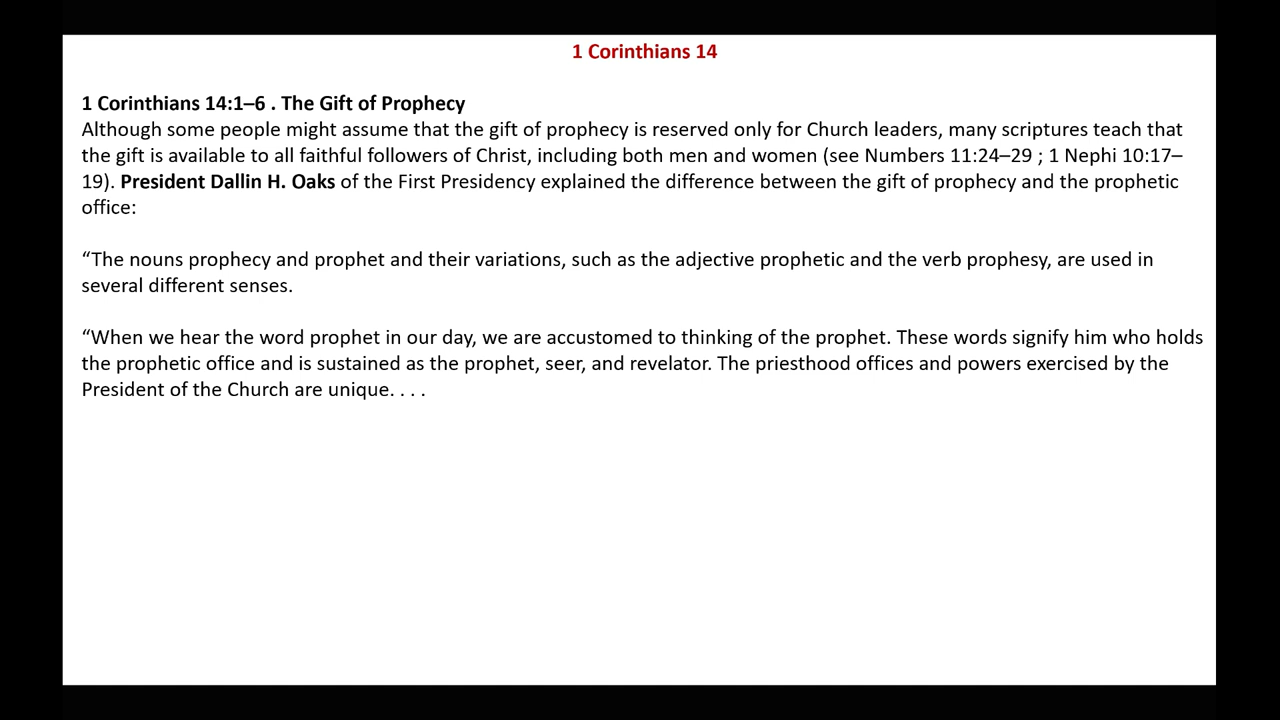 1 Corinthians 14
1 Corinthians 14:1–6 . The Gift of Prophecy
Although some people might assume that the gift of prophecy is reserved only for Church leaders, many scriptures teach that
the gift is available to all faithful followers of Christ, including both men and women (see Numbers 11:24–29 ; 1 Nephi 10:17–
19). President Dallin H. Oaks of the First Presidency explained the difference between the gift of prophecy and the prophetic
office:
“The nouns prophecy and prophet and their variations, such as the adjective prophetic and the verb prophesy, are used in
several different senses.
“When we hear the word prophet in our day, we are accustomed to thinking of the prophet. These words signify him who holds
the prophetic office and is sustained as the prophet, seer, and revelator. The priesthood offices and powers exercised by the
President of the Church are unique. . . .